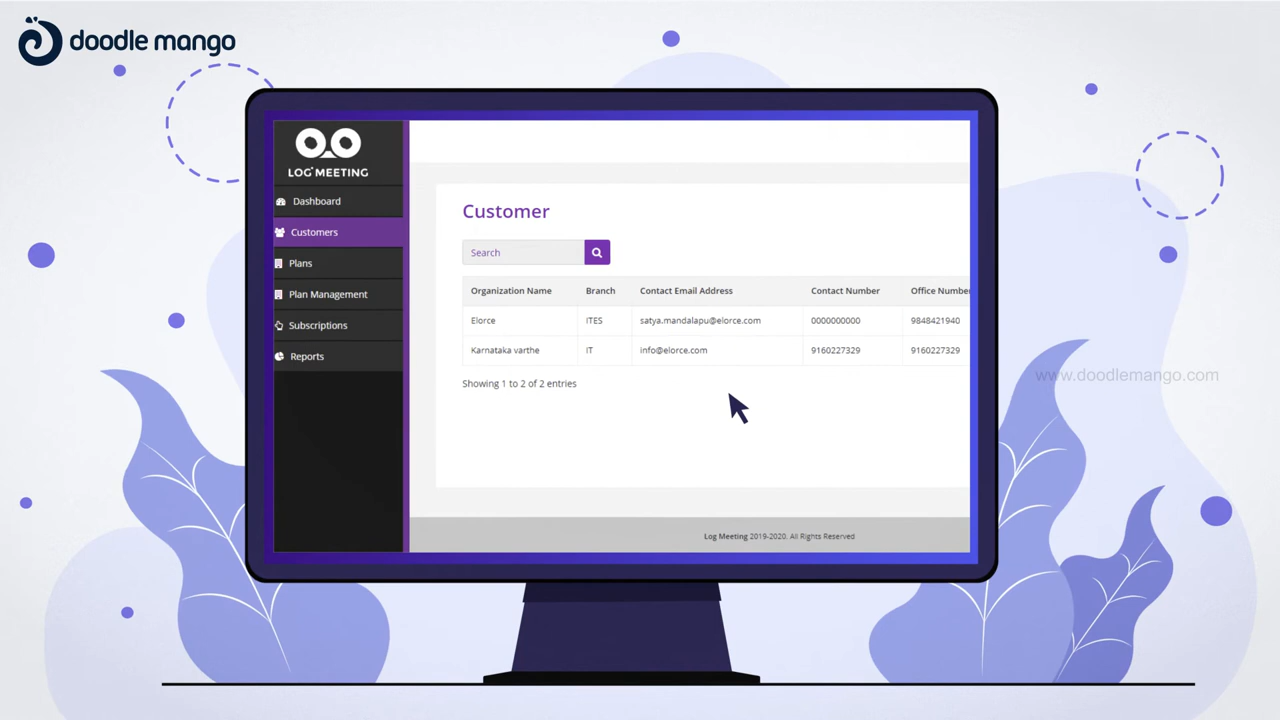 doodle mango
LOG MEETING
Dashboard
Customers
Plans
Plan Management
Subscriptions
Reports
Customer
Search
Organization Name Branch Contact Email Address Contact Number Office Number
Elorce ITES satya.mandalapu@elorce.com 0000000000 9848421940
Karnataka varthe IT info@elorce.com 9160227329 9160227329
Showing 1 to 2 of 2 entries
www.doodlemango.com
Log Meeting 2019-2020. All Rights Reserved